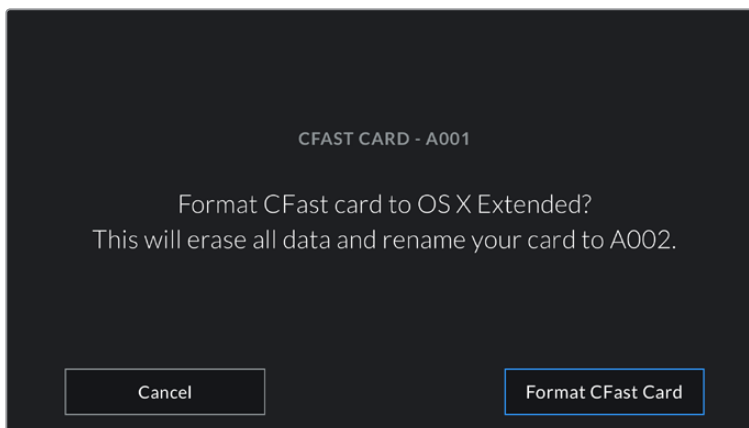 CFAST CARD - A001
Format CFast card to OS X Extended?
This will erase all data and rename your card to A002.
Cancel
Format CFast Card